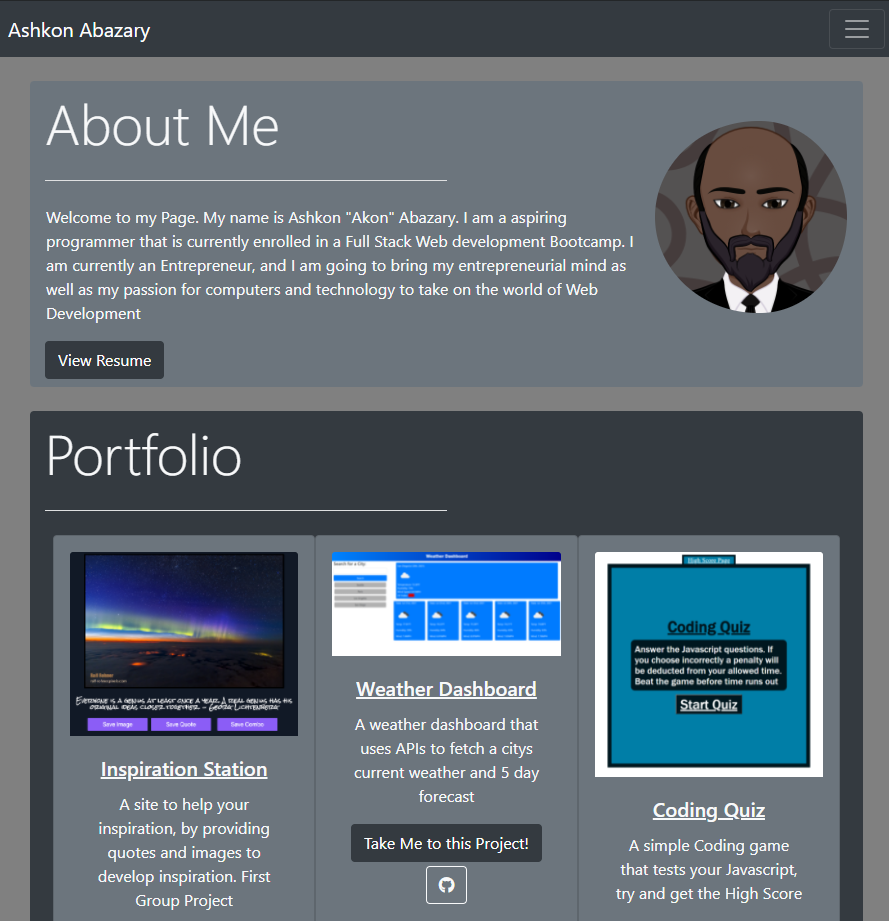 Ashkon Abazary
About Me
Welcome to my Page. My name is Ashkon "Akon" Abazary. I am a aspiring
programmer that is currently enrolled in a Full Stack Web development Bootcamp. I
am currently an Entrepreneur, and I am going to bring my entrepreneurial mind as
well as my passion for computers and technology to take on the world of Web
Development
View Resume
Portfolio
EVERYONE IS A GENIUS AT LEAST ONCE A YEAR. A REAL GENIUS HAS HIS
ORIGINAL IDEAS CLOSER TOGETHER. - GEORG LICHTENBERG
Save Image
Save Quote
Save Combo
Inspiration Station
A site to help your
inspiration, by providing
quotes and images to
develop inspiration. First
Group Project
Weather Dashboard
Search for a City:
Weather Dashboard
A weather dashboard that
uses APIs to fetch a citys
current weather and 5 day
forecast
Take Me to this Project!
High Score Page
Coding Quiz
Answer the Javascript questions. If
you choose incorrectly a penalty will
be deducted from your allowed time.
Beat the game before time runs out
Start Quiz
Coding Quiz
A simple Coding game
that tests your Javascript,
try and get the High Score